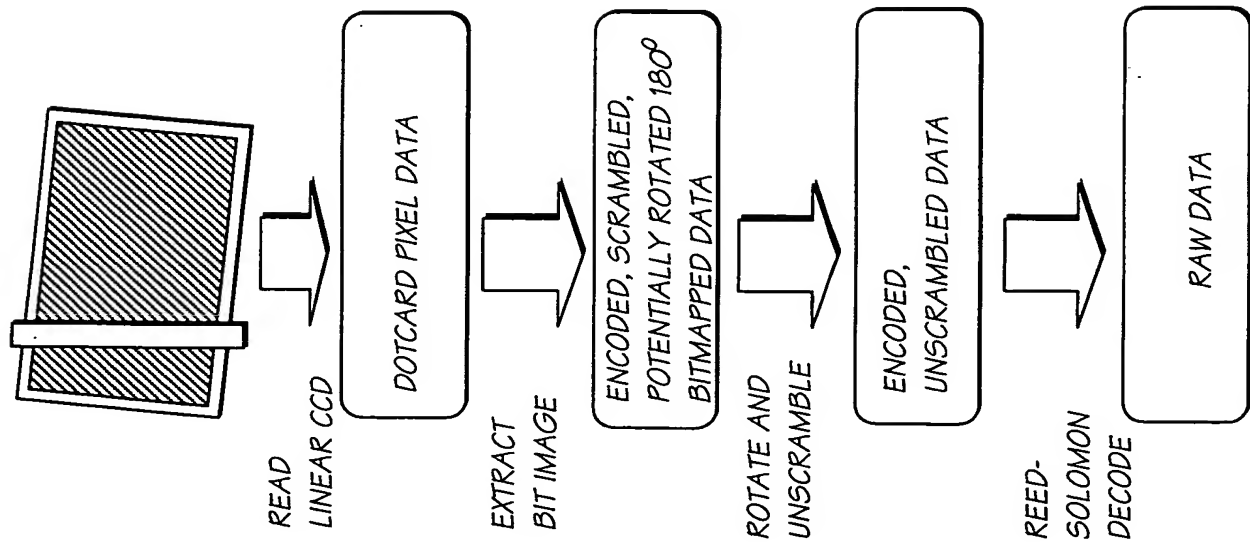 READ
LINEAR CCD
DOTCARD PIXEL DATA
EXTRACT
BIT IMAGE
ENCODED, SCRAMBLED,
POTENTIALLY ROTATED 180°
BITMAPPED DATA
ROTATE AND
UNSCRAMBLE
ENCODED,
UNSCRAMBLED DATA
REED-
SOLOMON
DECODE
RAW DATA